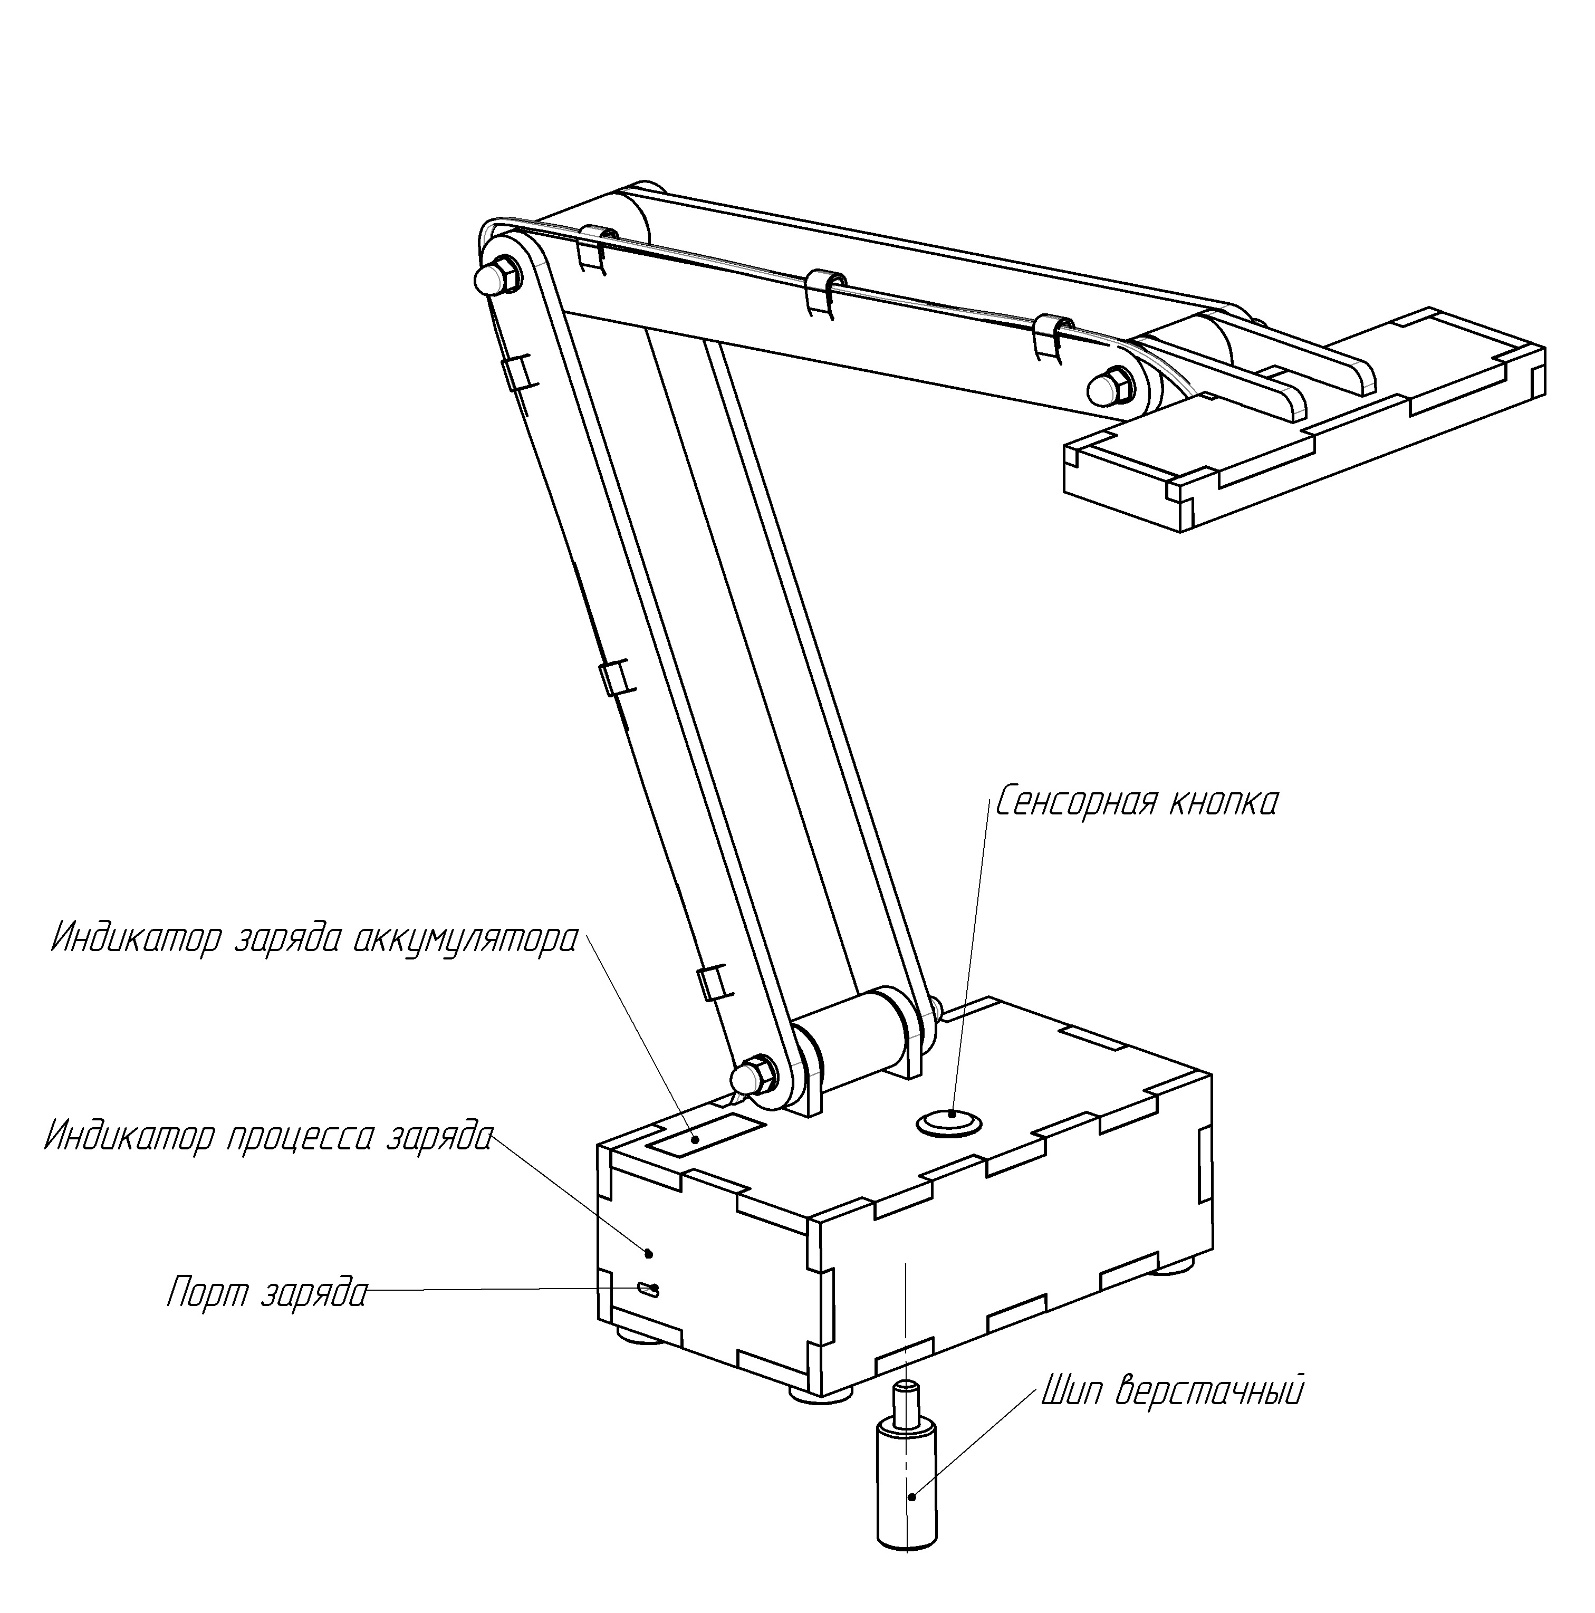 Сенсорная кнопка
Индикатор заряда аккумулятора
Индикатор процесса заряда
Порт заряда
Шип верстачный